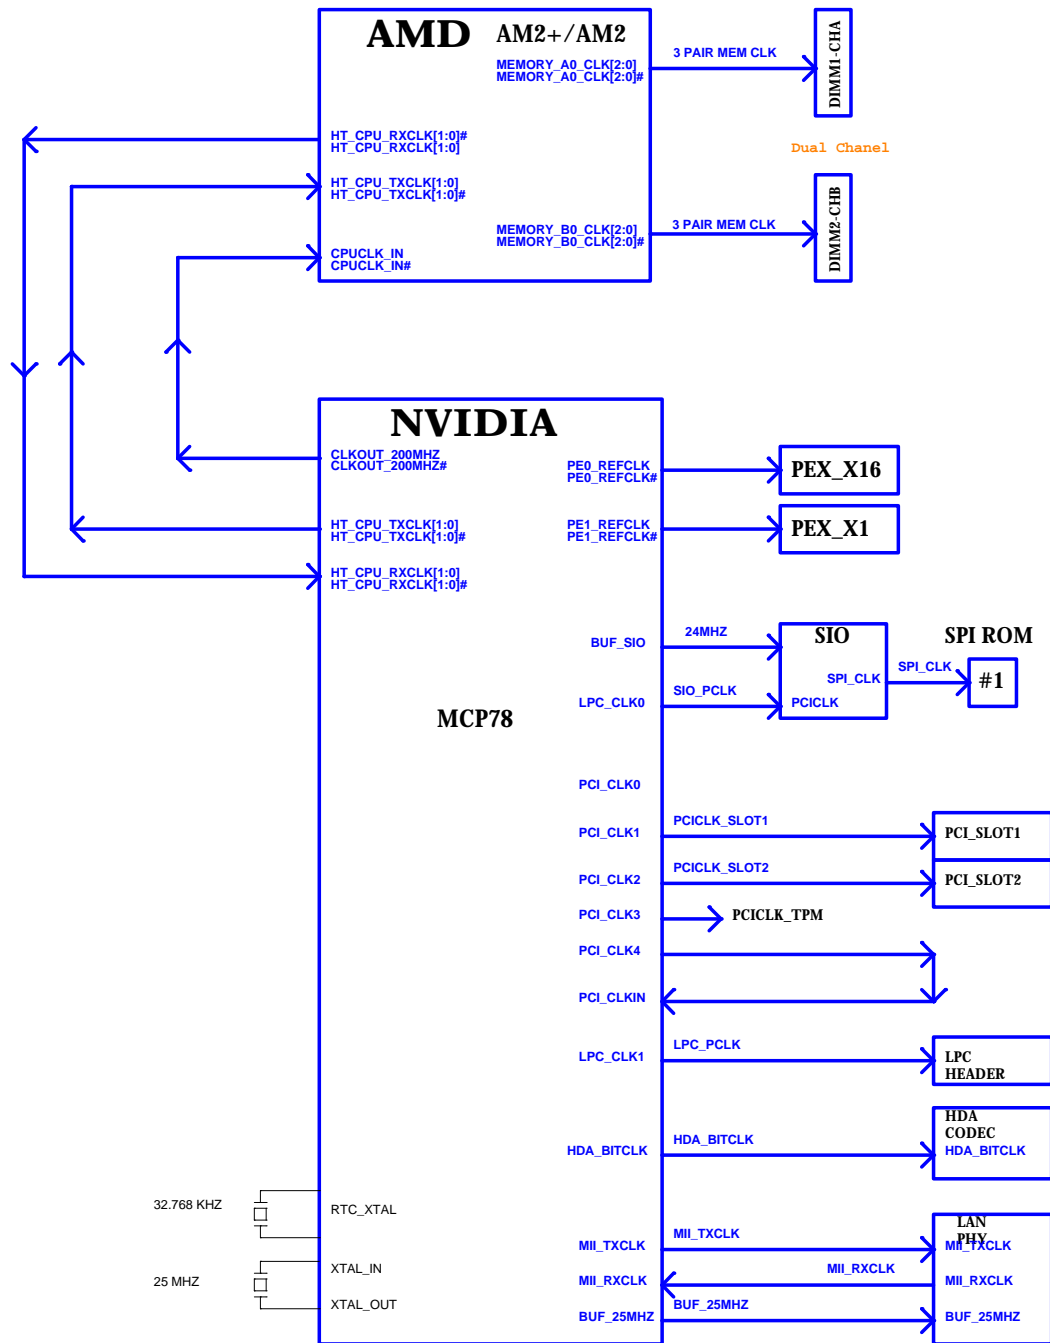 AMD AM2+/AM2
MEMORY_A0_CLK[2:0]
MEMORY_A0_CLK[2:0]#
3 PAIR MEM CLK
DIMM1-CHA
HT_CPU_RXCLK[1:0]#
HT_CPU_RXCLK[1:0]
Dual Chanel
HT_CPU_TXCLK[1:0]
HT_CPU_TXCLK[1:0]#
MEMORY_B0_CLK[2:0]
MEMORY_B0_CLK[2:0]#
3 PAIR MEM CLK
DIMM2-CHB
CPUCLK_IN
CPUCLK_IN#
NVIDIA
CLKOUT_200MHZ
CLKOUT_200MHZ#
PE0_REFCLK
PE0_REFCLK#
PEX_X16
HT_CPU_TXCLK[1:0]
HT_CPU_TXCLK[1:0]#
PE1_REFCLK
PE1_REFCLK#
PEX_X1
HT_CPU_RXCLK[1:0]
HT_CPU_RXCLK[1:0]#
BUF_SIO
24MHZ
SIO
SPI ROM
SPI_CLK
SPI_CLK
#1
LPC_CLK0
SIO_PCLK
PCICLK
MCP78
PCI_CLK0
PCI_CLK1
PCICLK_SLOT1
PCI_SLOT1
PCI_CLK2
PCICLK_SLOT2
PCI_SLOT2
PCI_CLK3
PCICLK_TPM
PCI_CLK4
PCI_CLKIN
LPC_CLK1
LPC_PCLK
LPC
HEADER
HDA
CODEC
HDA_BITCLK
HDA_BITCLK
HDA_BITCLK
32.768 KHZ
RTC_XTAL
LAN
PHY
MII_TXCLK
MII_TXCLK
MII_TXCLK
XTAL_IN
25 MHZ
MII_RXCLK
MII_RXCLK
MII_RXCLK
XTAL_OUT
BUF_25MHZ
BUF_25MHZ
BUF_25MHZ